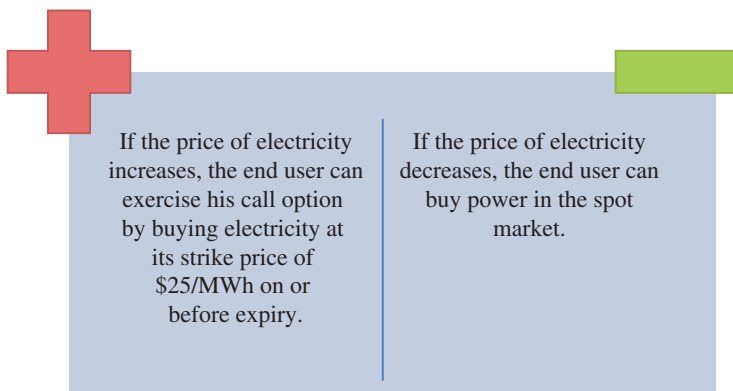 If the price of electricity
increases, the end user can
exercise his call option
by buying electricity at
its strike price of
$25/MWh on or
before expiry.
If the price of electricity
decreases, the end user can
buy power in the spot
market.